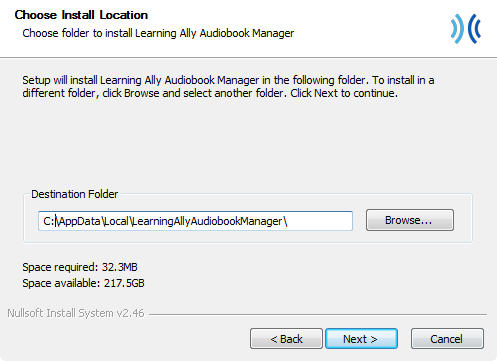 Choose Install Location
Choose folder to install Learning Ally Audiobook Manager
Setup will install Learning Ally Audiobook Manager in the following folder. To install in a
different folder, click Browse and select another folder. Click Next to continue.
Destination Folder
C:\AppData\Local\LearningAllyAudiobookManager\
Browse...
Space required: 32.3MB
Space available: 217.5GB
Nullsoft Install System v2.46
< Back
Next >
Cancel